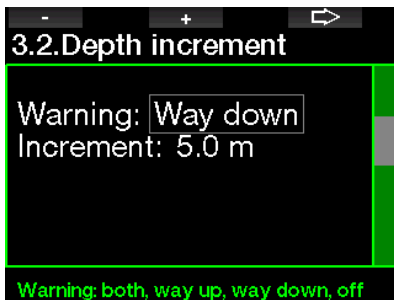 - +
3.2.Depth increment
Warning: Way down
Increment: 5.0 m
Warning: both, way up, way down, off